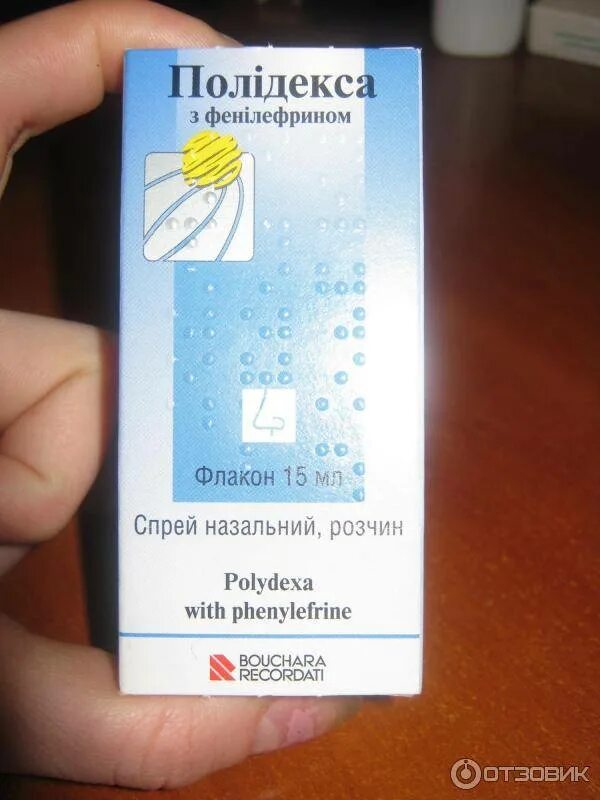 Полідекса
з фенілефрином
Флакон 15 мл
Спрей назальний, розчин
Polydexa
with phenylefrine
BOUCHARA
RECORDATI
ОТЗОВИК